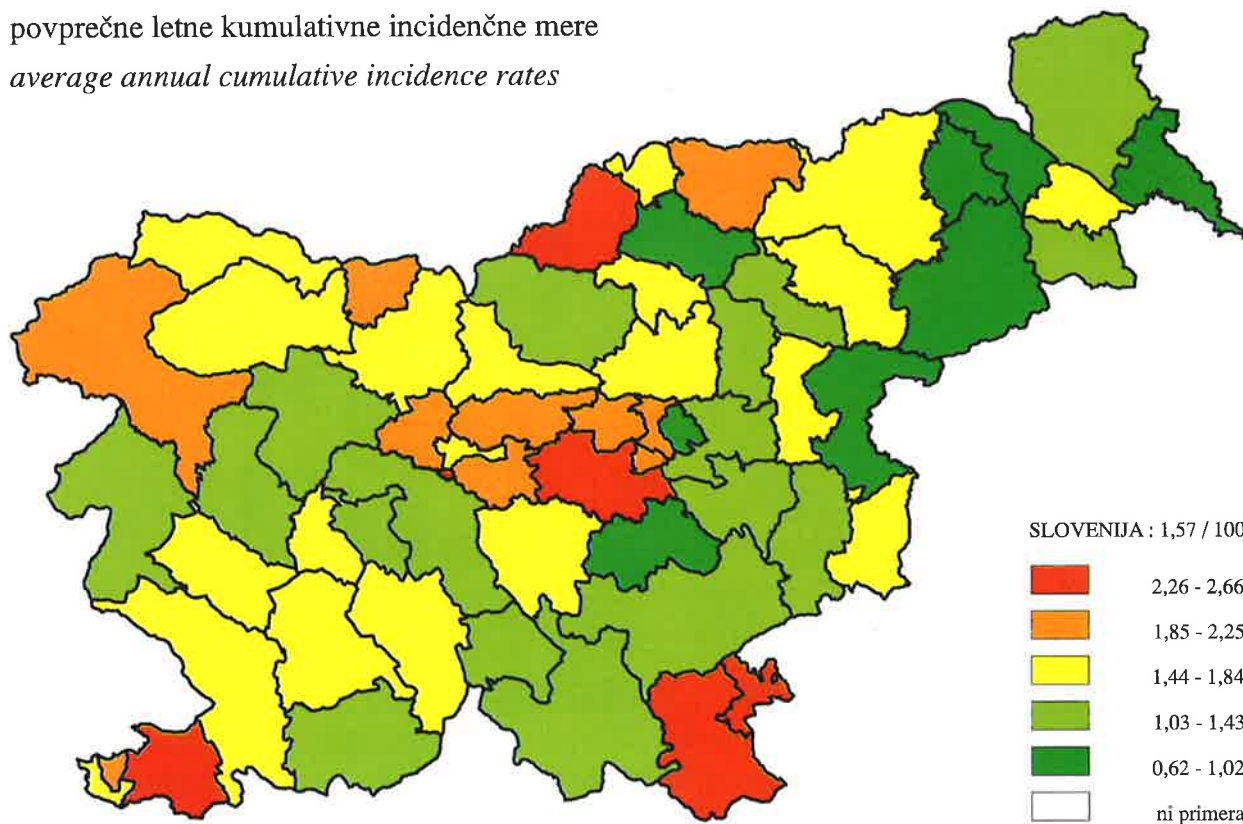 povprečne letne kumulativne incidenčne mere
average annual cumulative incidence rates
SLOVENIJA : 1,57 / 100
2,26 - 2,66
1,85 - 2,25
1,44 - 1,84
1,03 - 1,43
0,62 - 1,02
ni primera